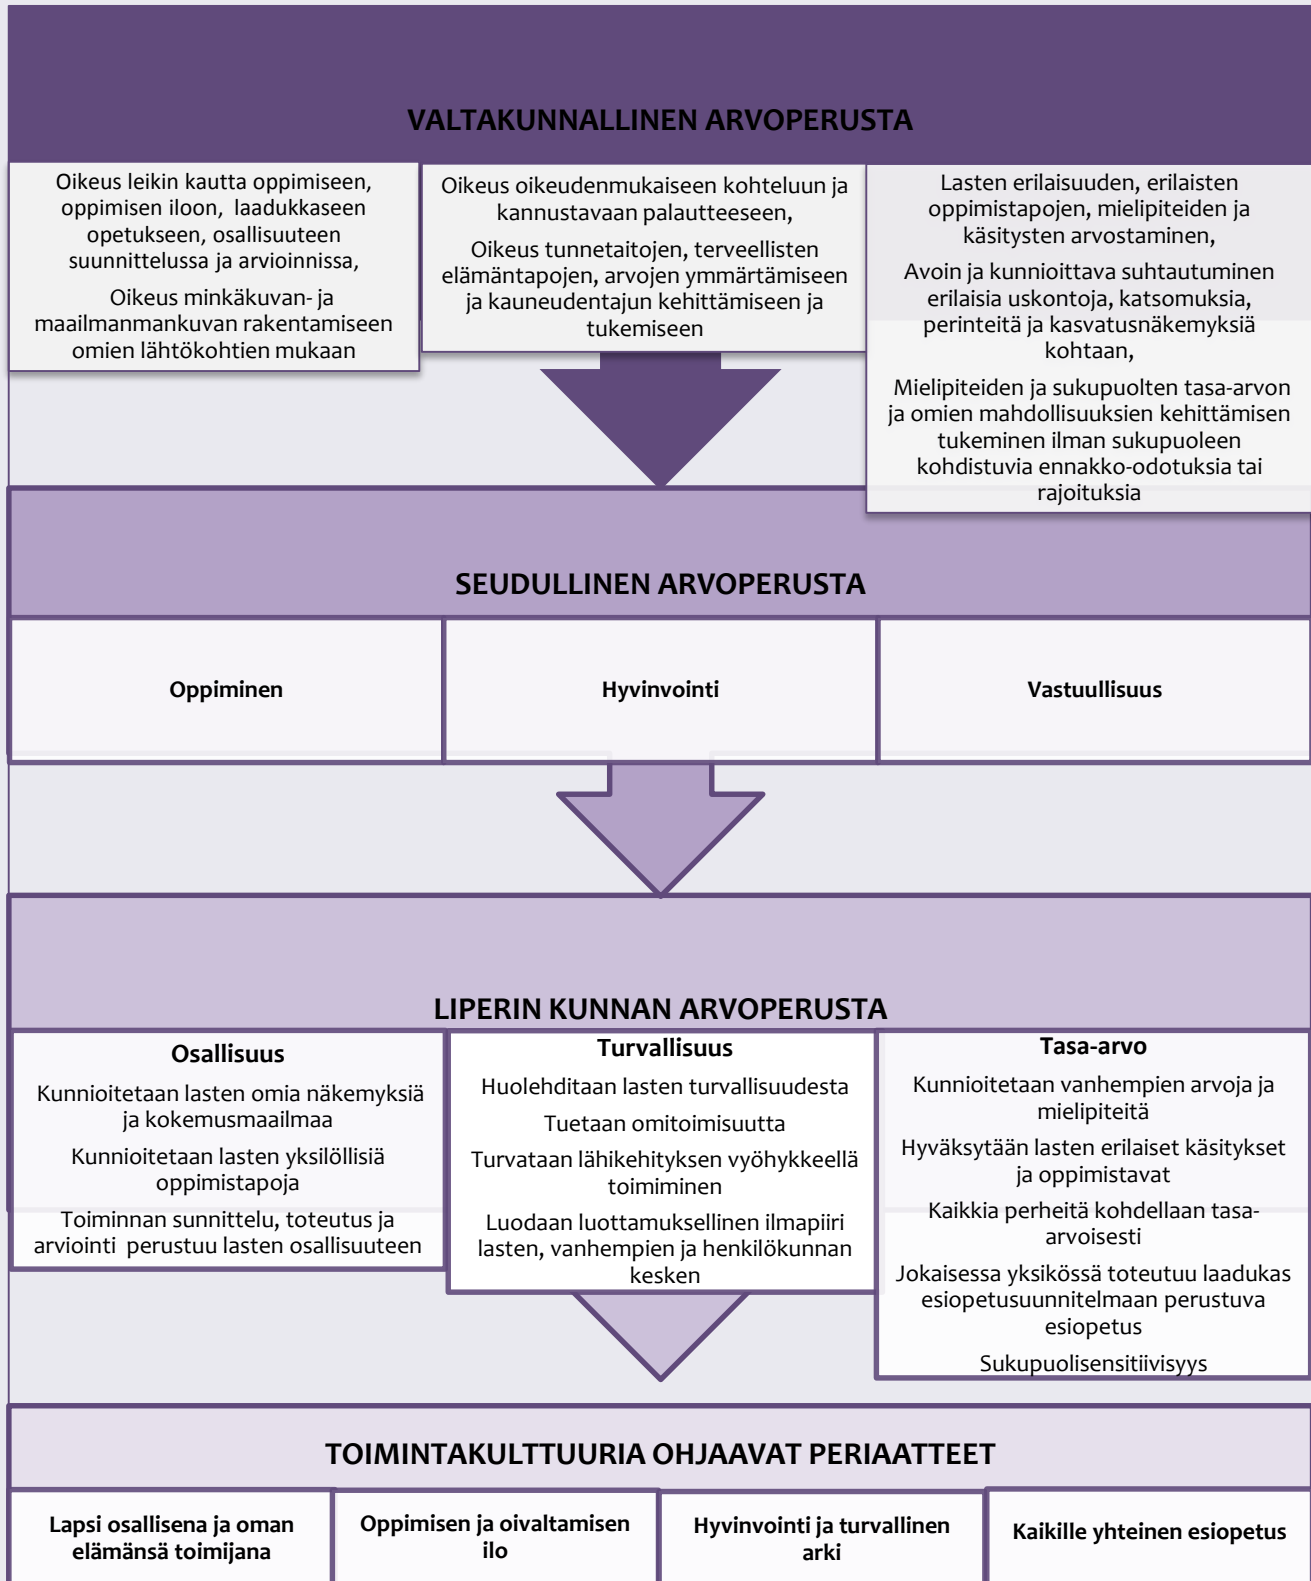 VALTAKUNNALLINEN ARVOPERUSTA
Oikeus leikin kautta oppimiseen,
oppimisen iloon, laadukkaseen
opetukseen, osallisuuteen
suunnittelussa ja arvioinnissa,
Oikeus minkäkuvan- ja
maailmanmankuvan rakentamiseen
omien lähtökohtien mukaan
Oikeus oikeudenmukaiseen kohteluun ja
kannustavaan palautteeseen,
Oikeus tunnetaitojen, terveellisten
elämäntapojen, arvojen ymmärtämiseen
ja kauneudentajun kehittämiseen ja
tukemiseen
Lasten erilaisuuden, erilaisten
oppimistapojen, mielipiteiden ja
käsitysten arvostaminen,
Avoin ja kunnioittava suhtautuminen
erilaisia uskontoja, katsomuksia,
perinteitä ja kasvatusnäkemyksiä
kohtaan,
Mielipiteiden ja sukupuolten tasa-arvon
ja omien mahdollisuuksien kehittämisen
tukeminen ilman sukupuoleen
kohdistuvia ennakko-odotuksia tai
rajoituksia
SEUDULLINEN ARVOPERUSTA
Oppiminen
Hyvinvointi
Vastuullisuus
LIPERIN KUNNAN ARVOPERUSTA
Osallisuus
Kunnioitetaan lasten omia näkemyksiä
ja kokemusmaailmaa
Kunnioitetaan lasten yksilöllisiä
oppimistapoja
Toiminnan sunnittelu, toteutus ja
arviointi perustuu lasten osallisuuteen
Turvallisuus
Huolehditaan lasten turvallisuudesta
Tuetaan omitoimisuutta
Turvataan lähikehityksen vyöhykkeellä
toimiminen
Luodaan luottamuksellinen ilmapiiri
lasten, vanhempien ja henkilökunnan
kesken
Tasa-arvo
Kunnioitetaan vanhempien arvoja ja
mielipiteitä
Hyväksytään lasten erilaiset käsitykset
ja oppimistavat
Kaikkia perheitä kohdellaan tasa-
arvoisesti
Jokaisessa yksikössä toteutuu laadukas
esiopetusuunnitelmaan perustuva
esiopetus
Sukupuolisensitiivisyys
TOIMINTAKULTTUURIA OHJAAVAT PERIAATTEET
Lapsi osallisena ja oman
elämänsä toimijana
Oppimisen ja oivaltamisen
ilo
Hyvinvointi ja turvallinen
arki
Kaikille yhteinen esiopetus